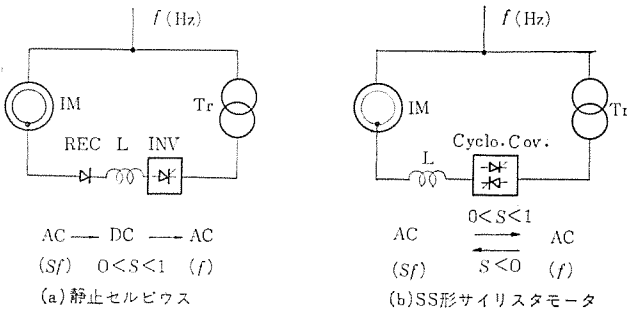 f(Hz)
IM
Tr
REC L INV
AC → DC → AC
(Sf) 0<S<1 (f)
(a)静止セルビウス
f(Hz)
IM
Tr
L
Cyclo.Cov.
0<S<1
AC AC
(Sf) S<0 (f)
(b)SS形サイリスタモータ